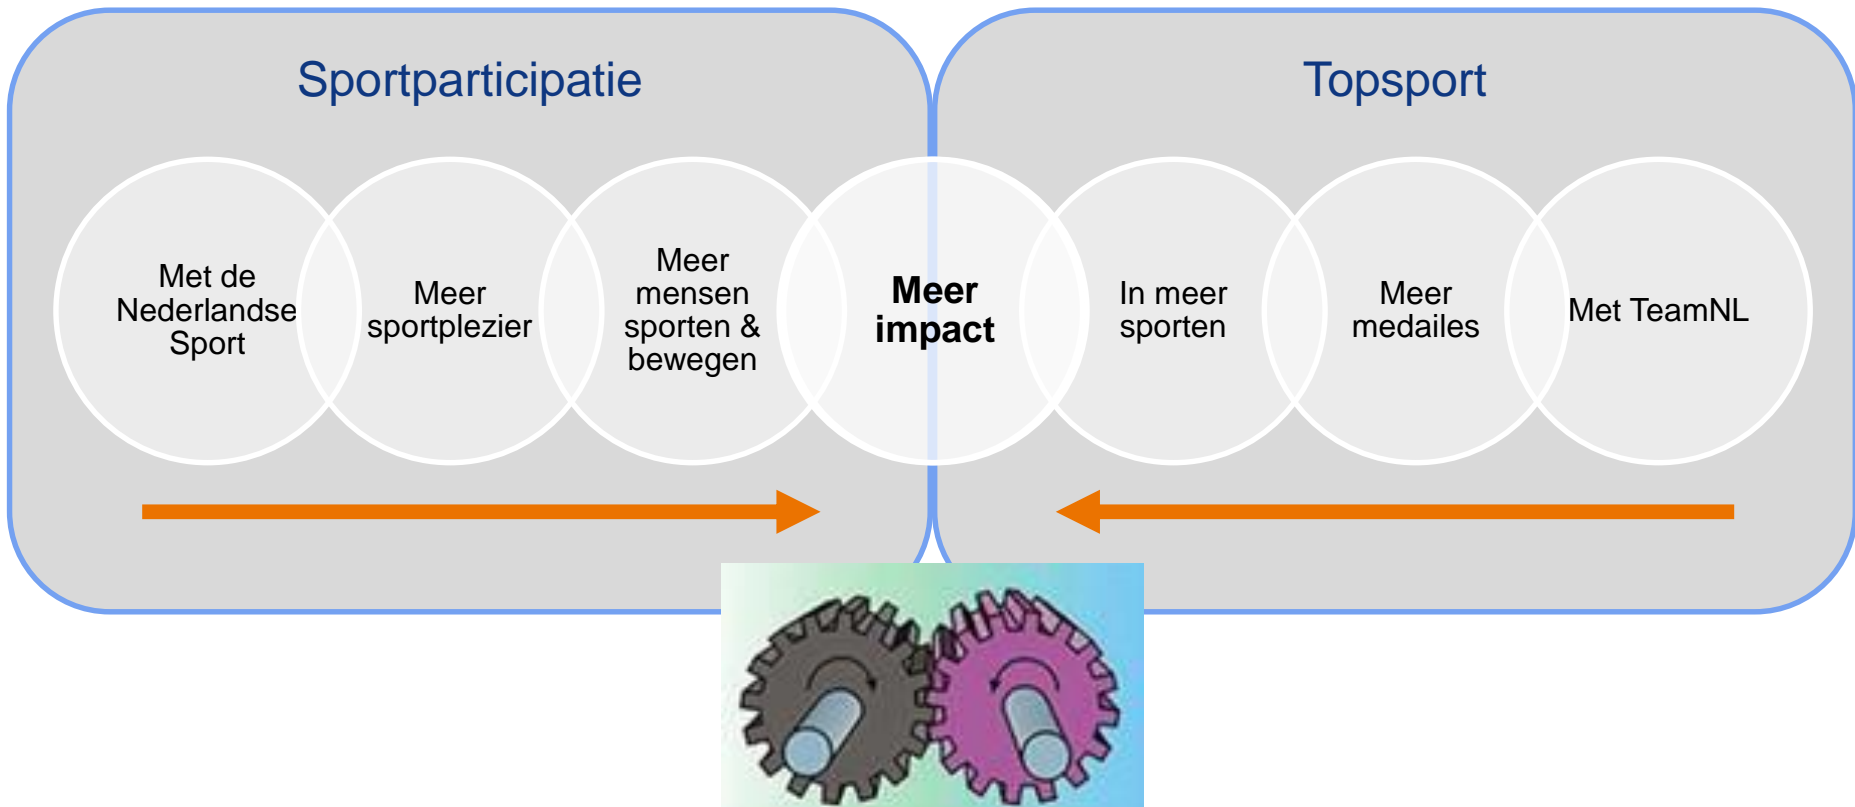 Sportparticipatie
Topsport
Met de
Nederlandse
Sport
Meer
sportplezier
Meer
mensen
sporten &
bewegen
Meer
impact
In meer
sporten
Meer
medailes
Met TeamNL